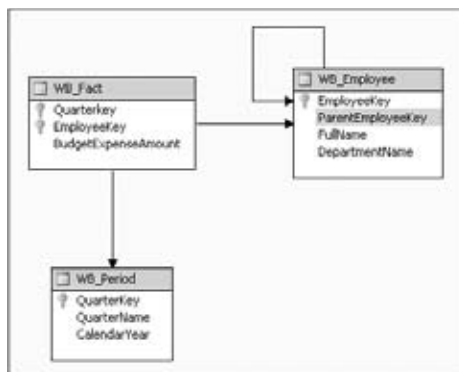 WB_Fact
Quarterkey
EmployeeKey
BudgetExpenseAmount
WB_Employee
EmployeeKey
ParentEmployeeKey
FullName
DepartmentName
WB_Period
QuarterKey
QuarterName
CalendarYear